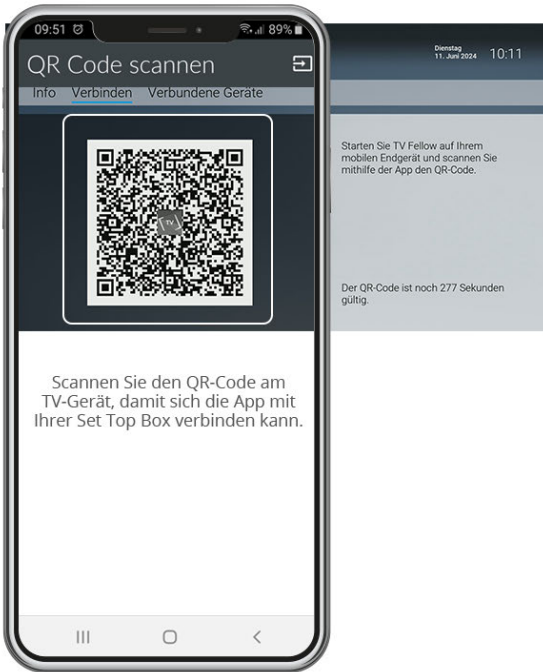 09:51 89%
QR Code scannen
Info Verbinden Verbundene Geräte
TV
Scannen Sie den QR-Code am
TV-Gerät, damit sich die App mit
Ihrer Set Top Box verbinden kann.
Dienstag
11. Juni 2024
10:11
Starten Sie TV Fellow auf Ihrem
mobilen Endgerät und scannen Sie
mithilfe der App den QR-Code.
Der QR-Code ist noch 277 Sekunden
gültig.